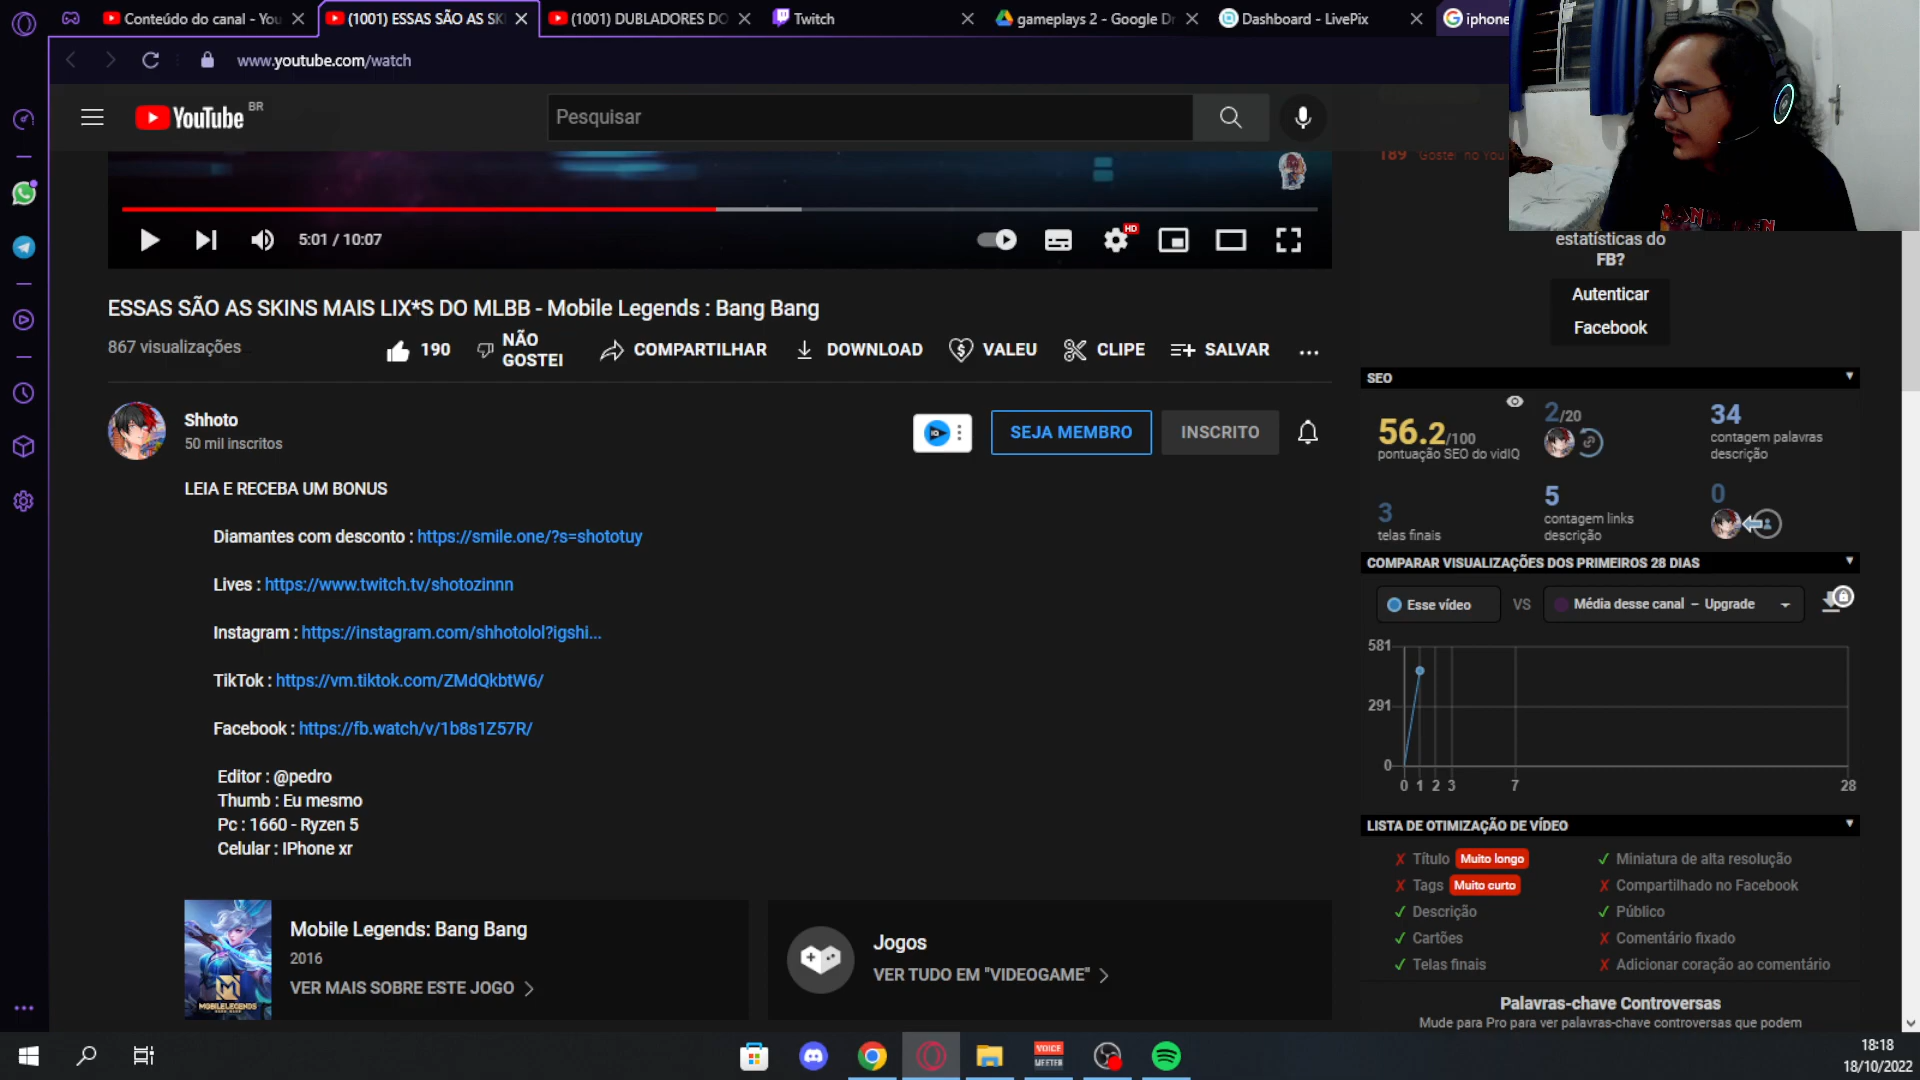 Conteúdo do canal - You
(1001) ESSAS SÃO AS SK
(1001) DUBLADORES DO
Twitch
gameplays 2 - Google Dr
Dashboard - LivePix
iphone
www.youtube.com/watch
YouTube BR
Pesquisar
189 Gostei no You
5:01 / 10:07
HD
estatísticas do
FB?
Autenticar
Facebook
ESSAS SÃO AS SKINS MAIS LIX*S DO MLBB - Mobile Legends : Bang Bang
867 visualizações
190
NÃO
GOSTEI
COMPARTILHAR
DOWNLOAD
VALEU
CLIPE
SALVAR
Shhoto
50 mil inscritos
SEJA MEMBRO
INSCRITO
LEIA E RECEBA UM BONUS
Diamantes com desconto : https://smile.one/?s=shototuy
Lives : https://www.twitch.tv/shotozinnn
Instagram : https://instagram.com/shhotolol?igshi...
TikTok : https://vm.tiktok.com/ZMdQkbtW6/
Facebook : https://fb.watch/v/1b8s1Z57R/
Editor : @pedro
Thumb : Eu mesmo
Pc : 1660 - Ryzen 5
Celular : IPhone xr
Mobile Legends: Bang Bang
2016
VER MAIS SOBRE ESTE JOGO
Jogos
VER TUDO EM "VIDEOGAME"
SEO
56.2/100
pontuação SEO do vidIQ
2/20
34
contagem palavras
descrição
3
telas finais
5
contagem links
descrição
0
COMPARAR VISUALIZAÇÕES DOS PRIMEIROS 28 DIAS
Esse vídeo
VS
Média desse canal – Upgrade
581
291
0
0 1 2 3 7 28
LISTA DE OTIMIZAÇÃO DE VÍDEO
Título Muito longo
Miniatura de alta resolução
Tags Muito curto
Compartilhado no Facebook
Descrição
Público
Cartões
Comentário fixado
Telas finais
Adicionar coração ao comentário
Palavras-chave Controversas
Mude para Pro para ver palavras-chave controversas que podem
VOICE
MEETER
18:18
18/10/2022